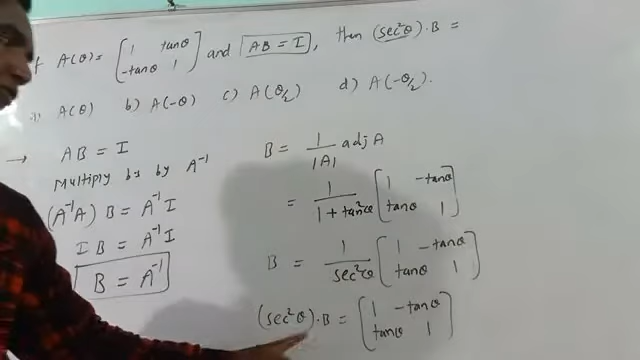 f A(θ) = [1 tanθ
-tanθ 1] and AB = I, then (sec²θ)·B =
a) A(θ) b) A(-θ) c) A(θ/2) d) A(-θ/2).
→ AB = I
Multiply b/s by A⁻¹
(A⁻¹A) B = A⁻¹I
I B = A⁻¹I
B = A⁻¹
B = 1/|A| adj A
= 1/(1 + tan²θ) [1 -tanθ
tanθ 1]
B = 1/sec²θ [1 -tanθ
tanθ 1]
(sec²θ)·B = [1 -tanθ
tanθ 1]